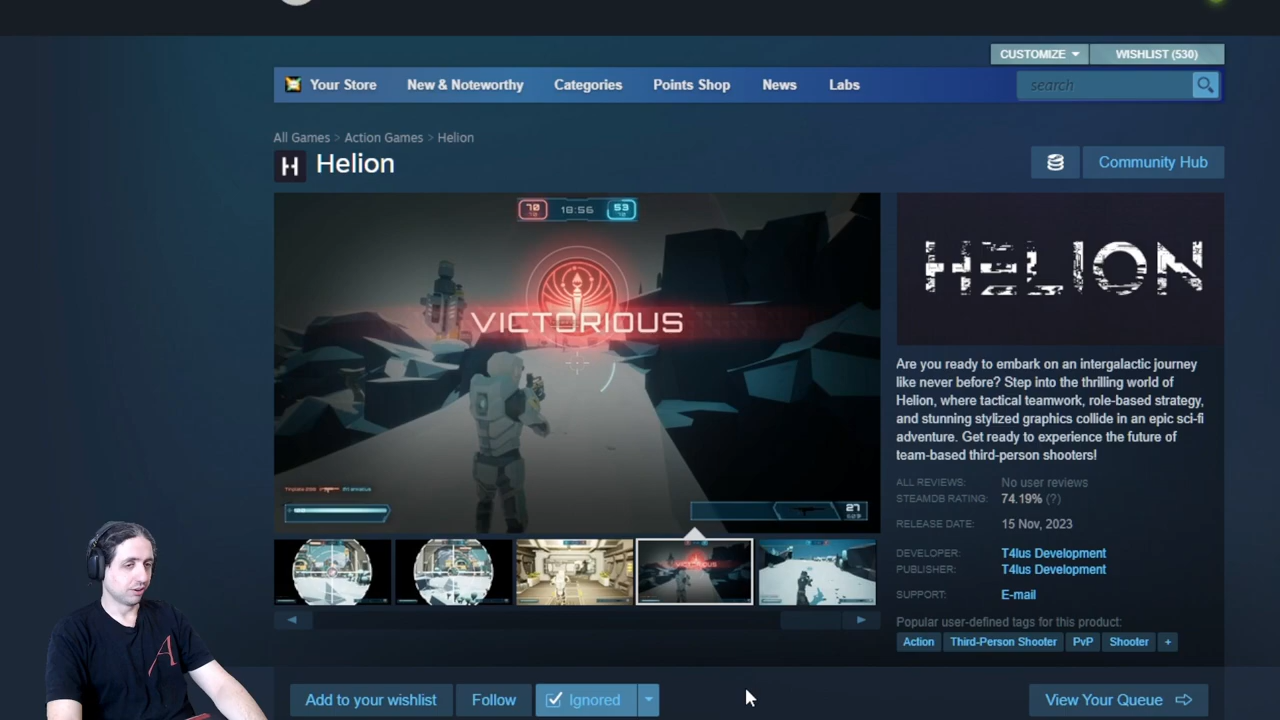 CUSTOMIZE
WISHLIST (530)
Your Store
New & Noteworthy
Categories
Points Shop
News
Labs
search
All Games > Action Games > Helion
H
Helion
Community Hub
70
18:56
53
VICTORIOUS
27
HELION
Are you ready to embark on an intergalactic journey
like never before? Step into the thrilling world of
Helion, where tactical teamwork, role-based strategy,
and stunning stylized graphics collide in an epic sci-fi
adventure. Get ready to experience the future of
team-based third-person shooters!
ALL REVIEWS: No user reviews
STEAMDB RATING: 74.19% (?)
RELEASE DATE: 15 Nov, 2023
DEVELOPER: T4lus Development
PUBLISHER: T4lus Development
SUPPORT: E-mail
Popular user-defined tags for this product:
Action
Third-Person Shooter
PvP
Shooter
+
VICTORIOUS
A
Add to your wishlist
Follow
Ignored
View Your Queue